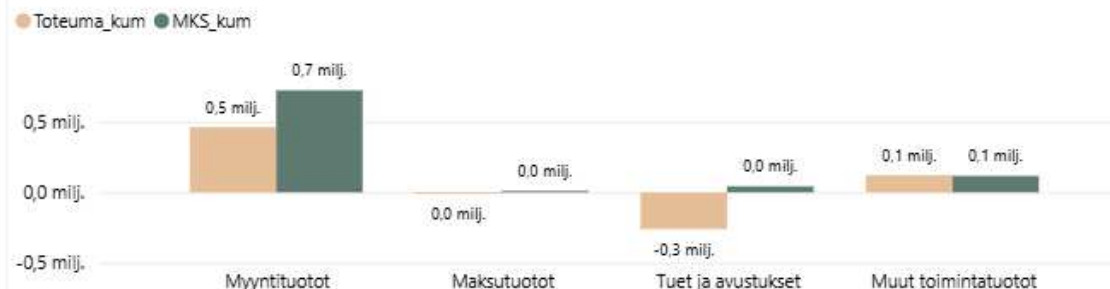 Toteuma_kum MKS_kum
0,7 milj.
0,5 milj.
0,5 milj.
0,1 milj. 0,1 milj.
0,0 milj. 0,0 milj.
0,0 milj.
0,0 milj.
-0,3 milj.
-0,5 milj.
Myyntituotot Maksutuotot Tuet ja avustukset Muut toimintatuotot